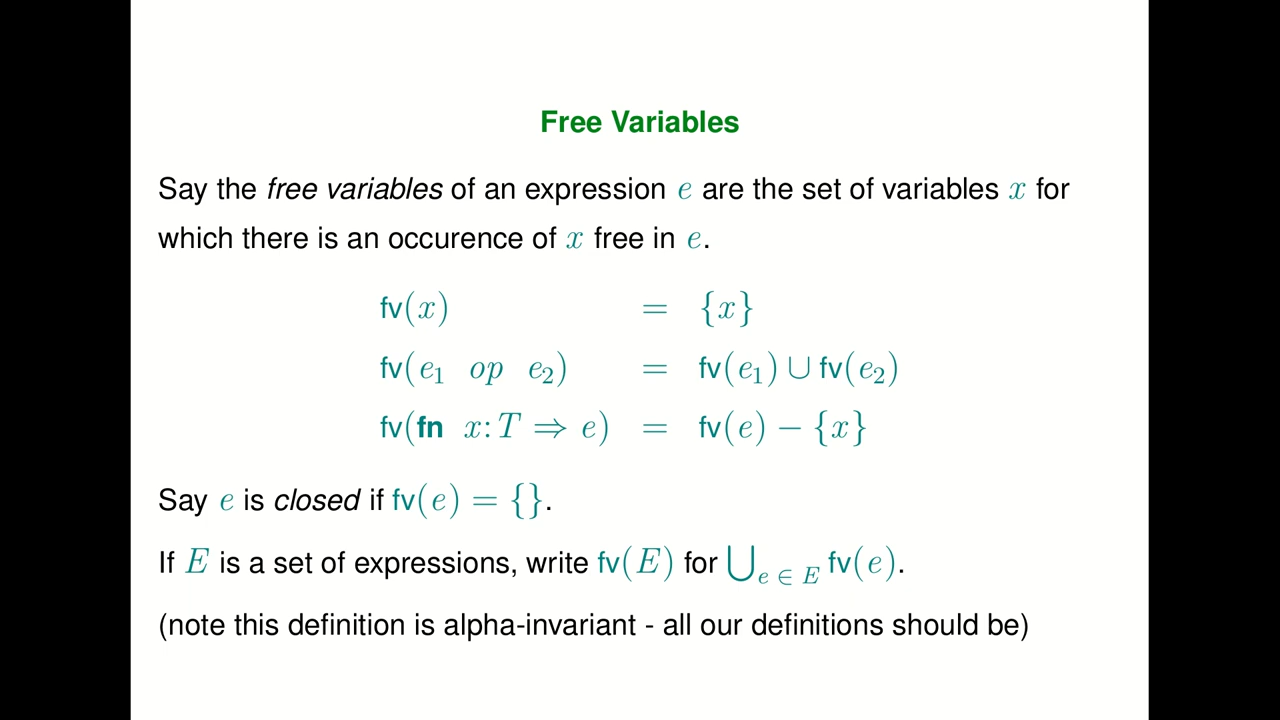 Free Variables
Say the free variables of an expression e are the set of variables x for
which there is an occurence of x free in e.
fv(x) = {x}
fv(e₁ op e₂) = fv(e₁) ∪ fv(e₂)
fv(fn x:T ⇒ e) = fv(e) − {x}
Say e is closed if fv(e) = {}.
If E is a set of expressions, write fv(E) for ⋃e ∈ E fv(e).
(note this definition is alpha-invariant - all our definitions should be)